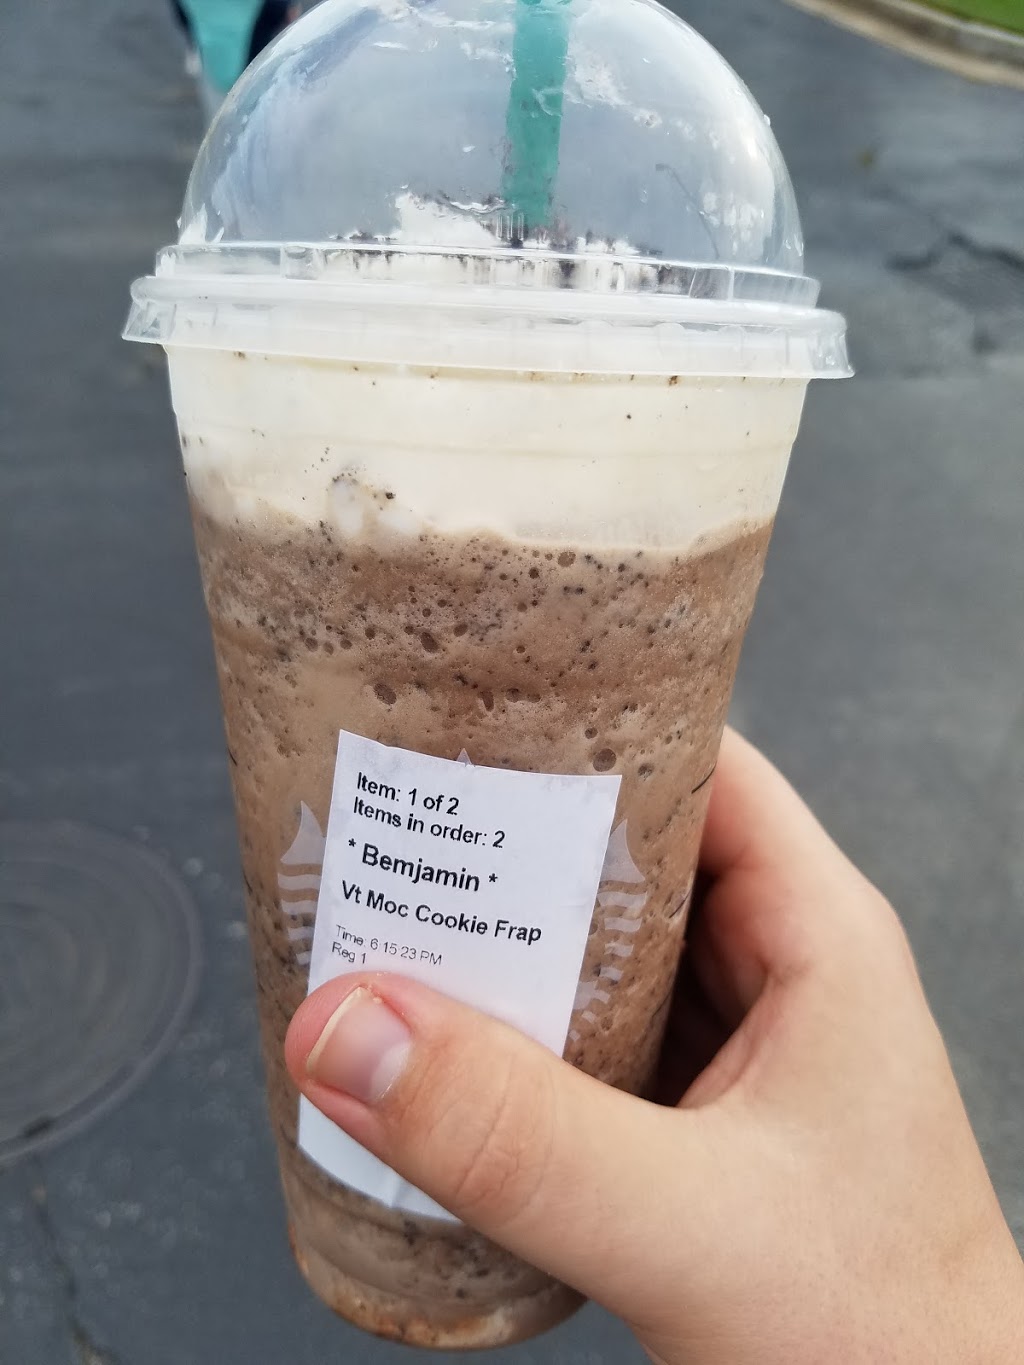 Item: 1 of 2
Items in order: 2
* Bemjamin *
Vt Moc Cookie Frap
Time: 6:15:23 PM
Reg 1